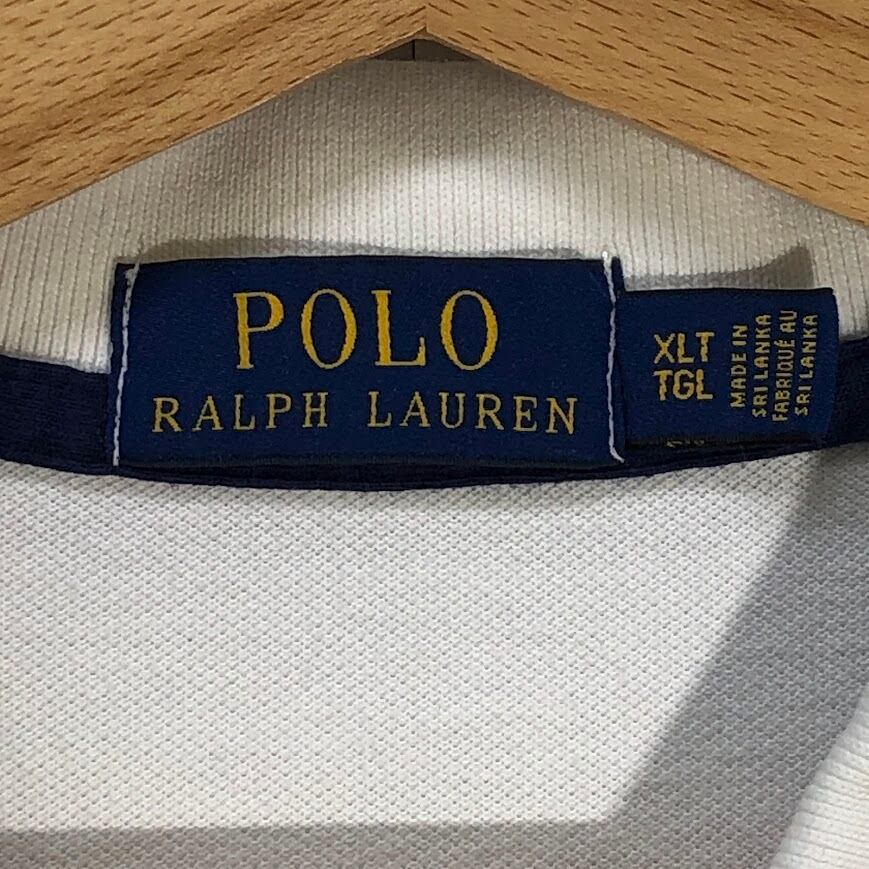 POLO
RALPH LAUREN
XLT
TGL
MADE IN
SRI LANKA
FABRIQUÉ AU
SRI LANKA